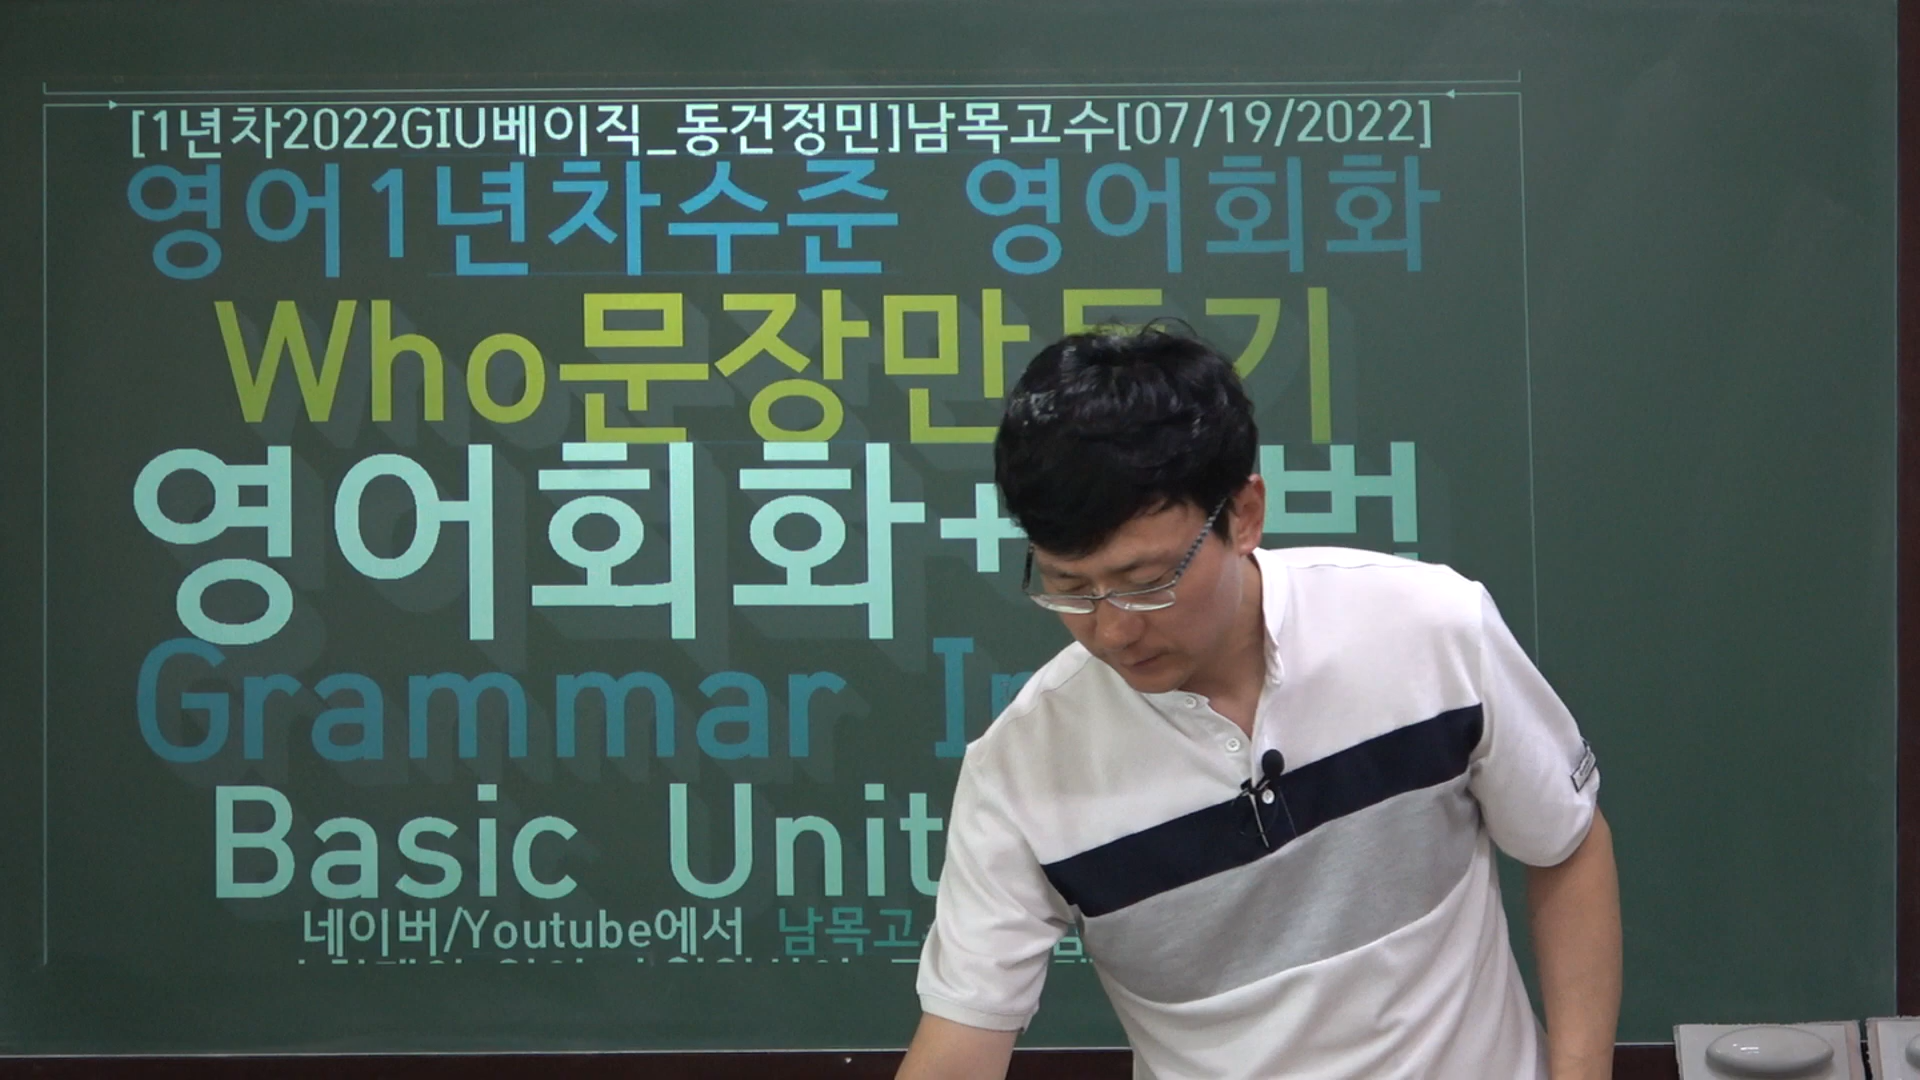 [1년차2022GIU베이직_동건정민]남목고수[07/19/2022]
영어1년차수준 영어회화
Who문장만들기
영어회화+ 법
Grammar
Basic Unit
네이버/Youtube에서 남목고